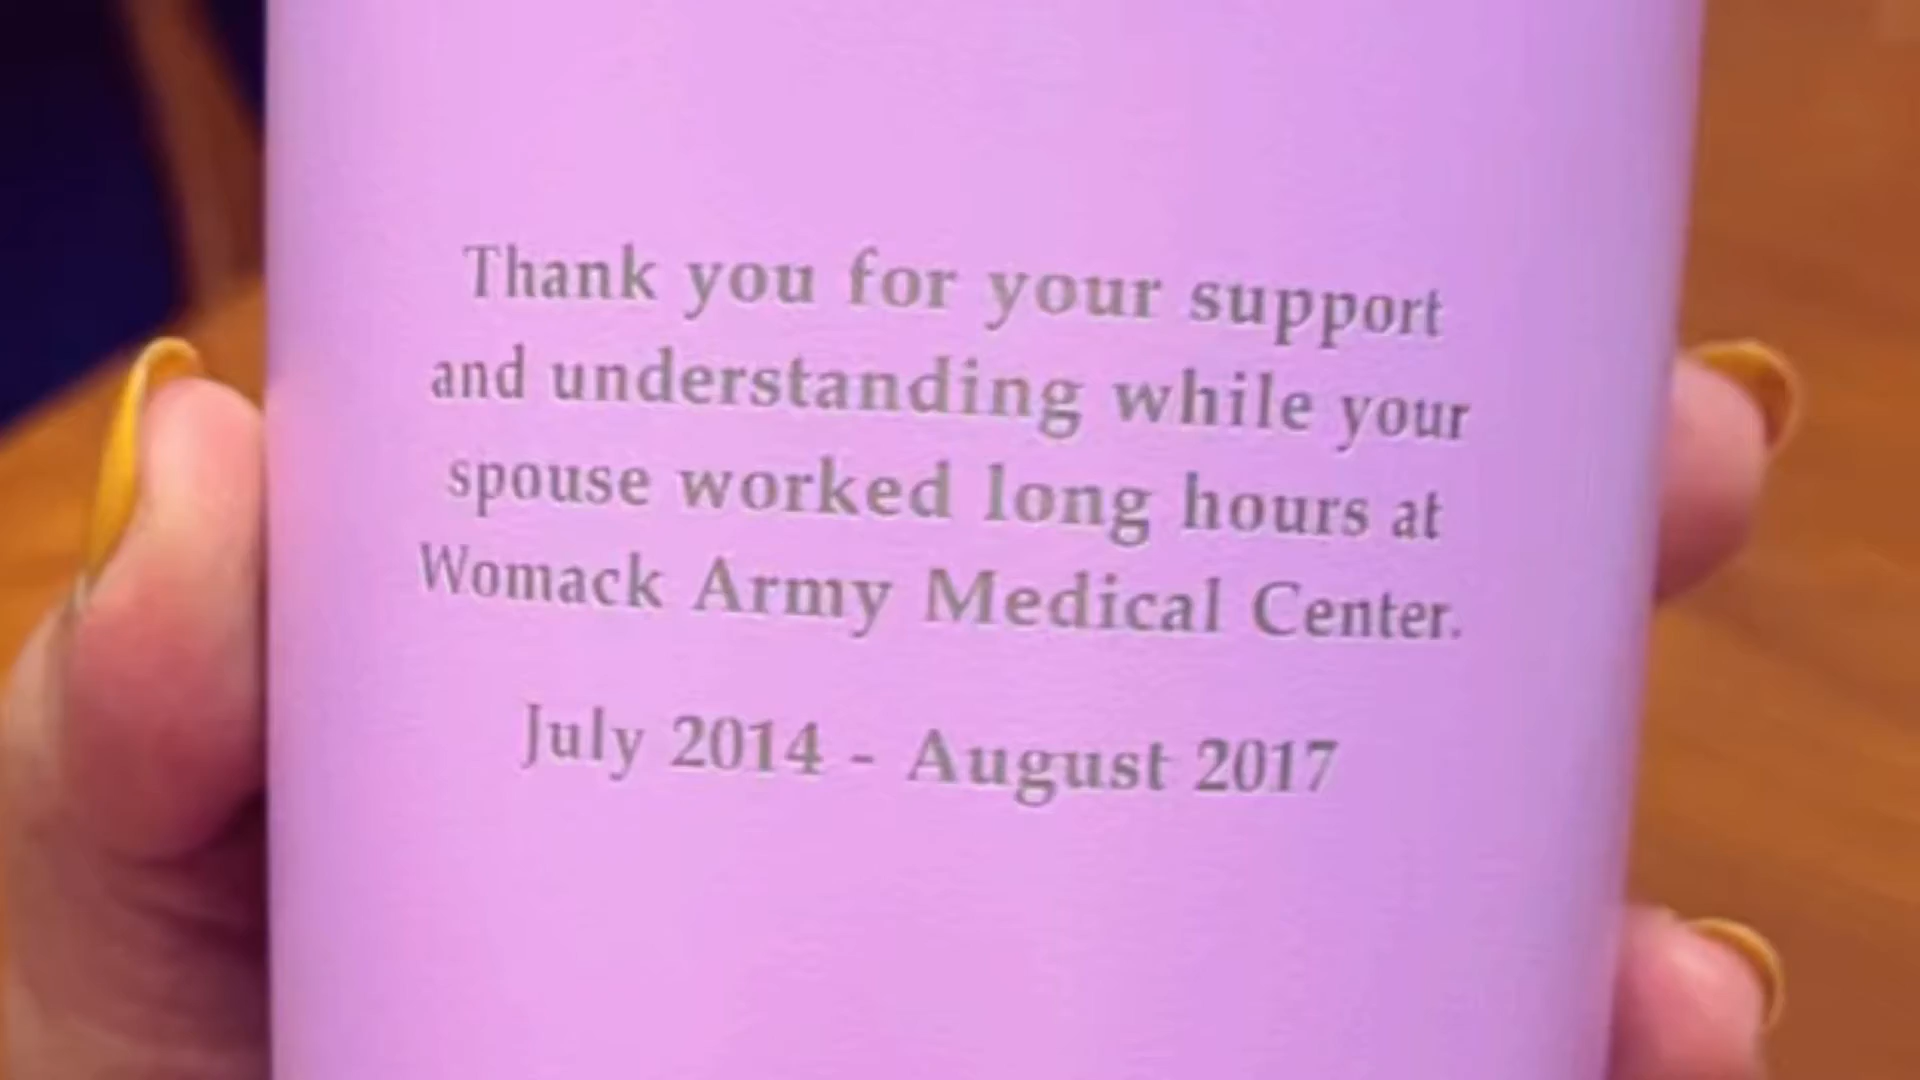 Thank you for your support
and understanding while your
spouse worked long hours at
Womack Army Medical Center.
July 2014 - August 2017